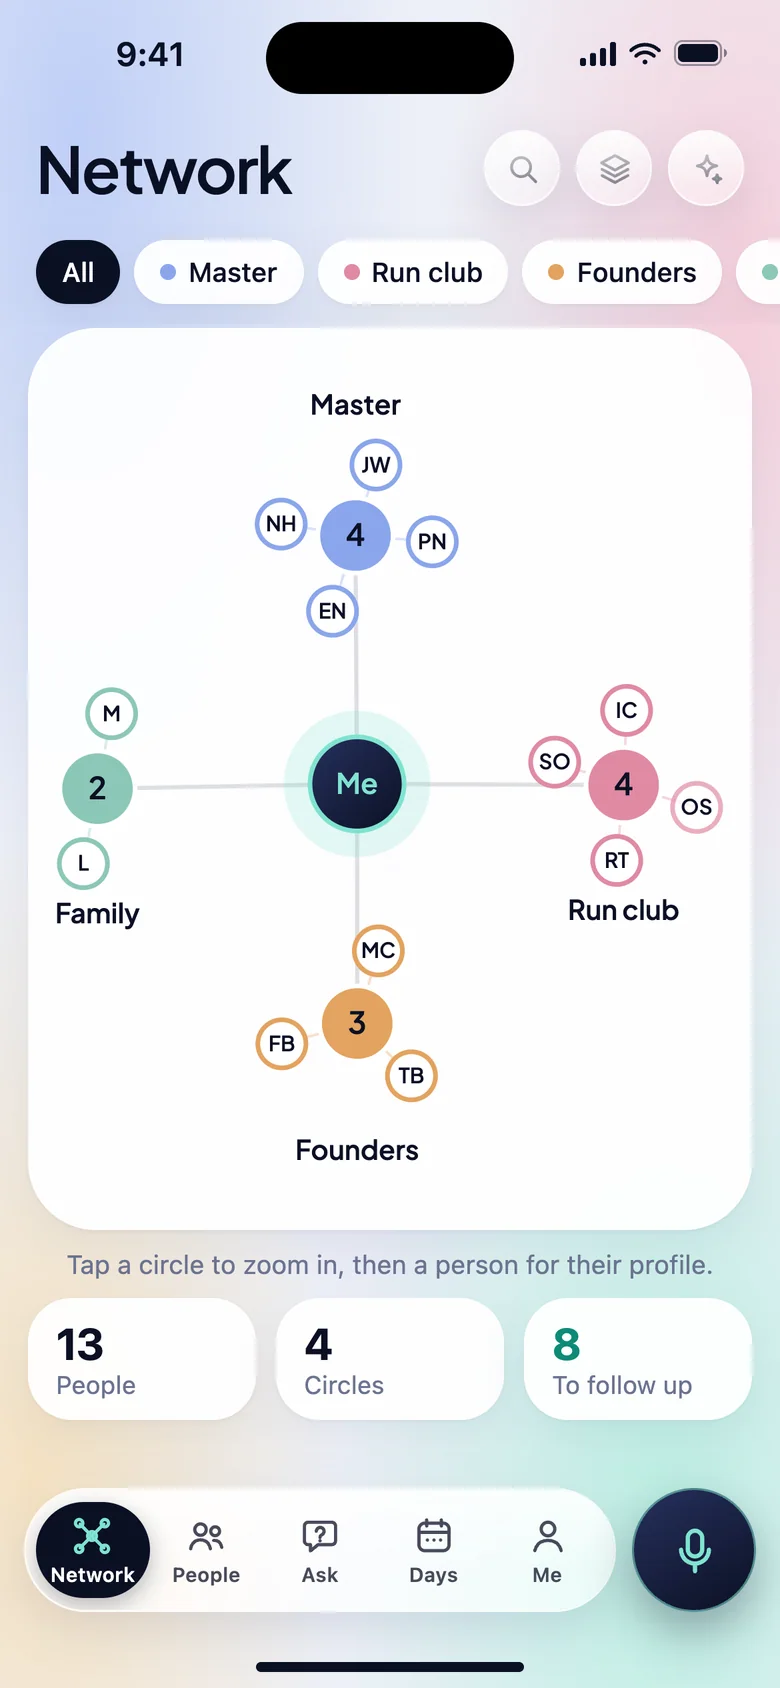 9:41
Network
All
Master
Run club
Founders
Master
JW
NH
4
PN
EN
M
IC
SO
2
Me
4
OS
L
RT
Family
Run club
MC
3
FB
TB
Founders
Tap a circle to zoom in, then a person for their profile.
13
People
4
Circles
8
To follow up
Network
People
Ask
Days
Me